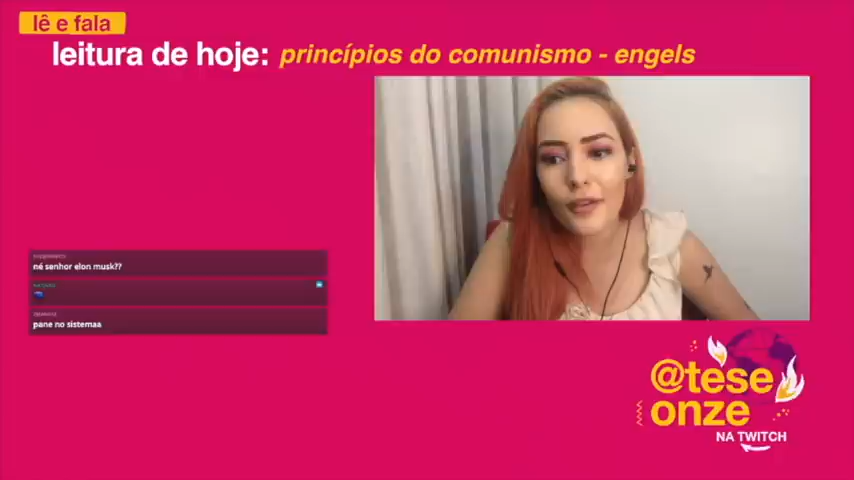 lê e fala
leitura de hoje: princípios do comunismo - engels
né senhor elon musk??
pane no sistemaa
@tese
onze
NA TWITCH